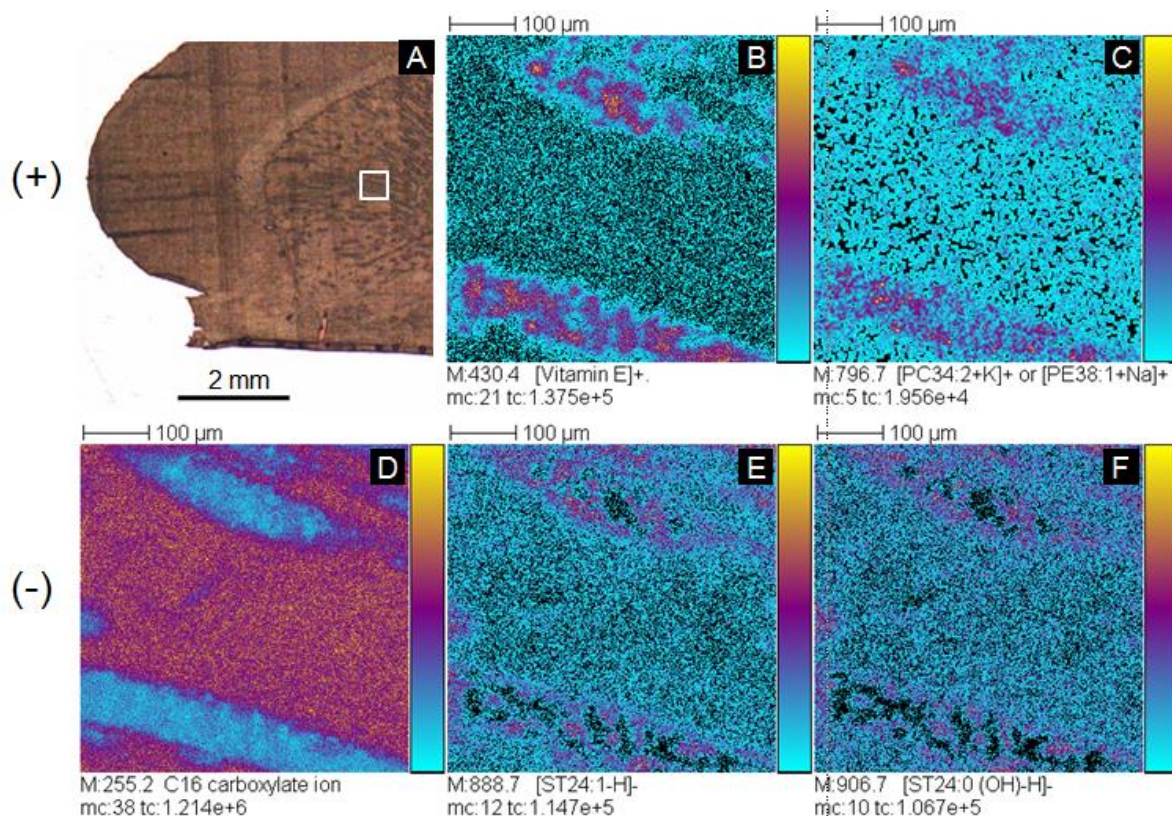 100 µm
100 µm
A
B
C
(+)
2 mm
M:430.4 [Vitamin E]+.
mc:21 tc:1.375e+5
M:796.7 [PC34:2+K]+ or [PE38:1+Na]+
mc:5 tc:1.956e+4
100 µm
100 µm
100 µm
D
E
F
(-)
M:255.2 C16 carboxylate ion
mc:38 tc:1.214e+6
M:888.7 [ST24:1-H]-
mc:12 tc:1.147e+5
M:906.7 [ST24:0 (OH)-H]-
mc:10 tc:1.067e+5